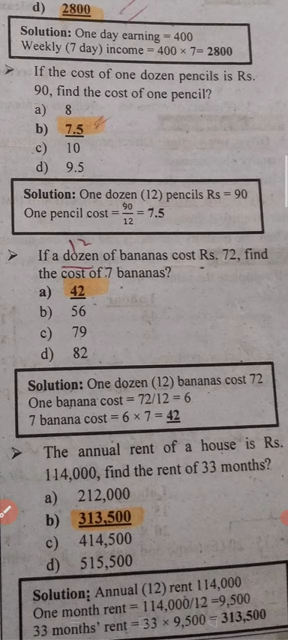 d) 2800
Solution: One day earning = 400
Weekly (7 day) income = 400 × 7= 2800
➢ If the cost of one dozen pencils is Rs.
90, find the cost of one pencil?
a) 8
b) 7.5
c) 10
d) 9.5
Solution: One dozen (12) pencils Rs = 90
One pencil cost = 90/12 = 7.5
12
➢ If a dozen of bananas cost Rs. 72, find
the cost of 7 bananas?
a) 42
b) 56
c) 79
d) 82
Solution: One dozen (12) bananas cost 72
One banana cost = 72/12 = 6
7 banana cost = 6 × 7 = 42
➢ The annual rent of a house is Rs.
114,000, find the rent of 33 months?
a) 212,000
b) 313,500
c) 414,500
d) 515,500
Solution: Annual (12) rent 114,000
One month rent = 114,000/12 =9,500
33 months' rent = 33 × 9,500 = 313,500